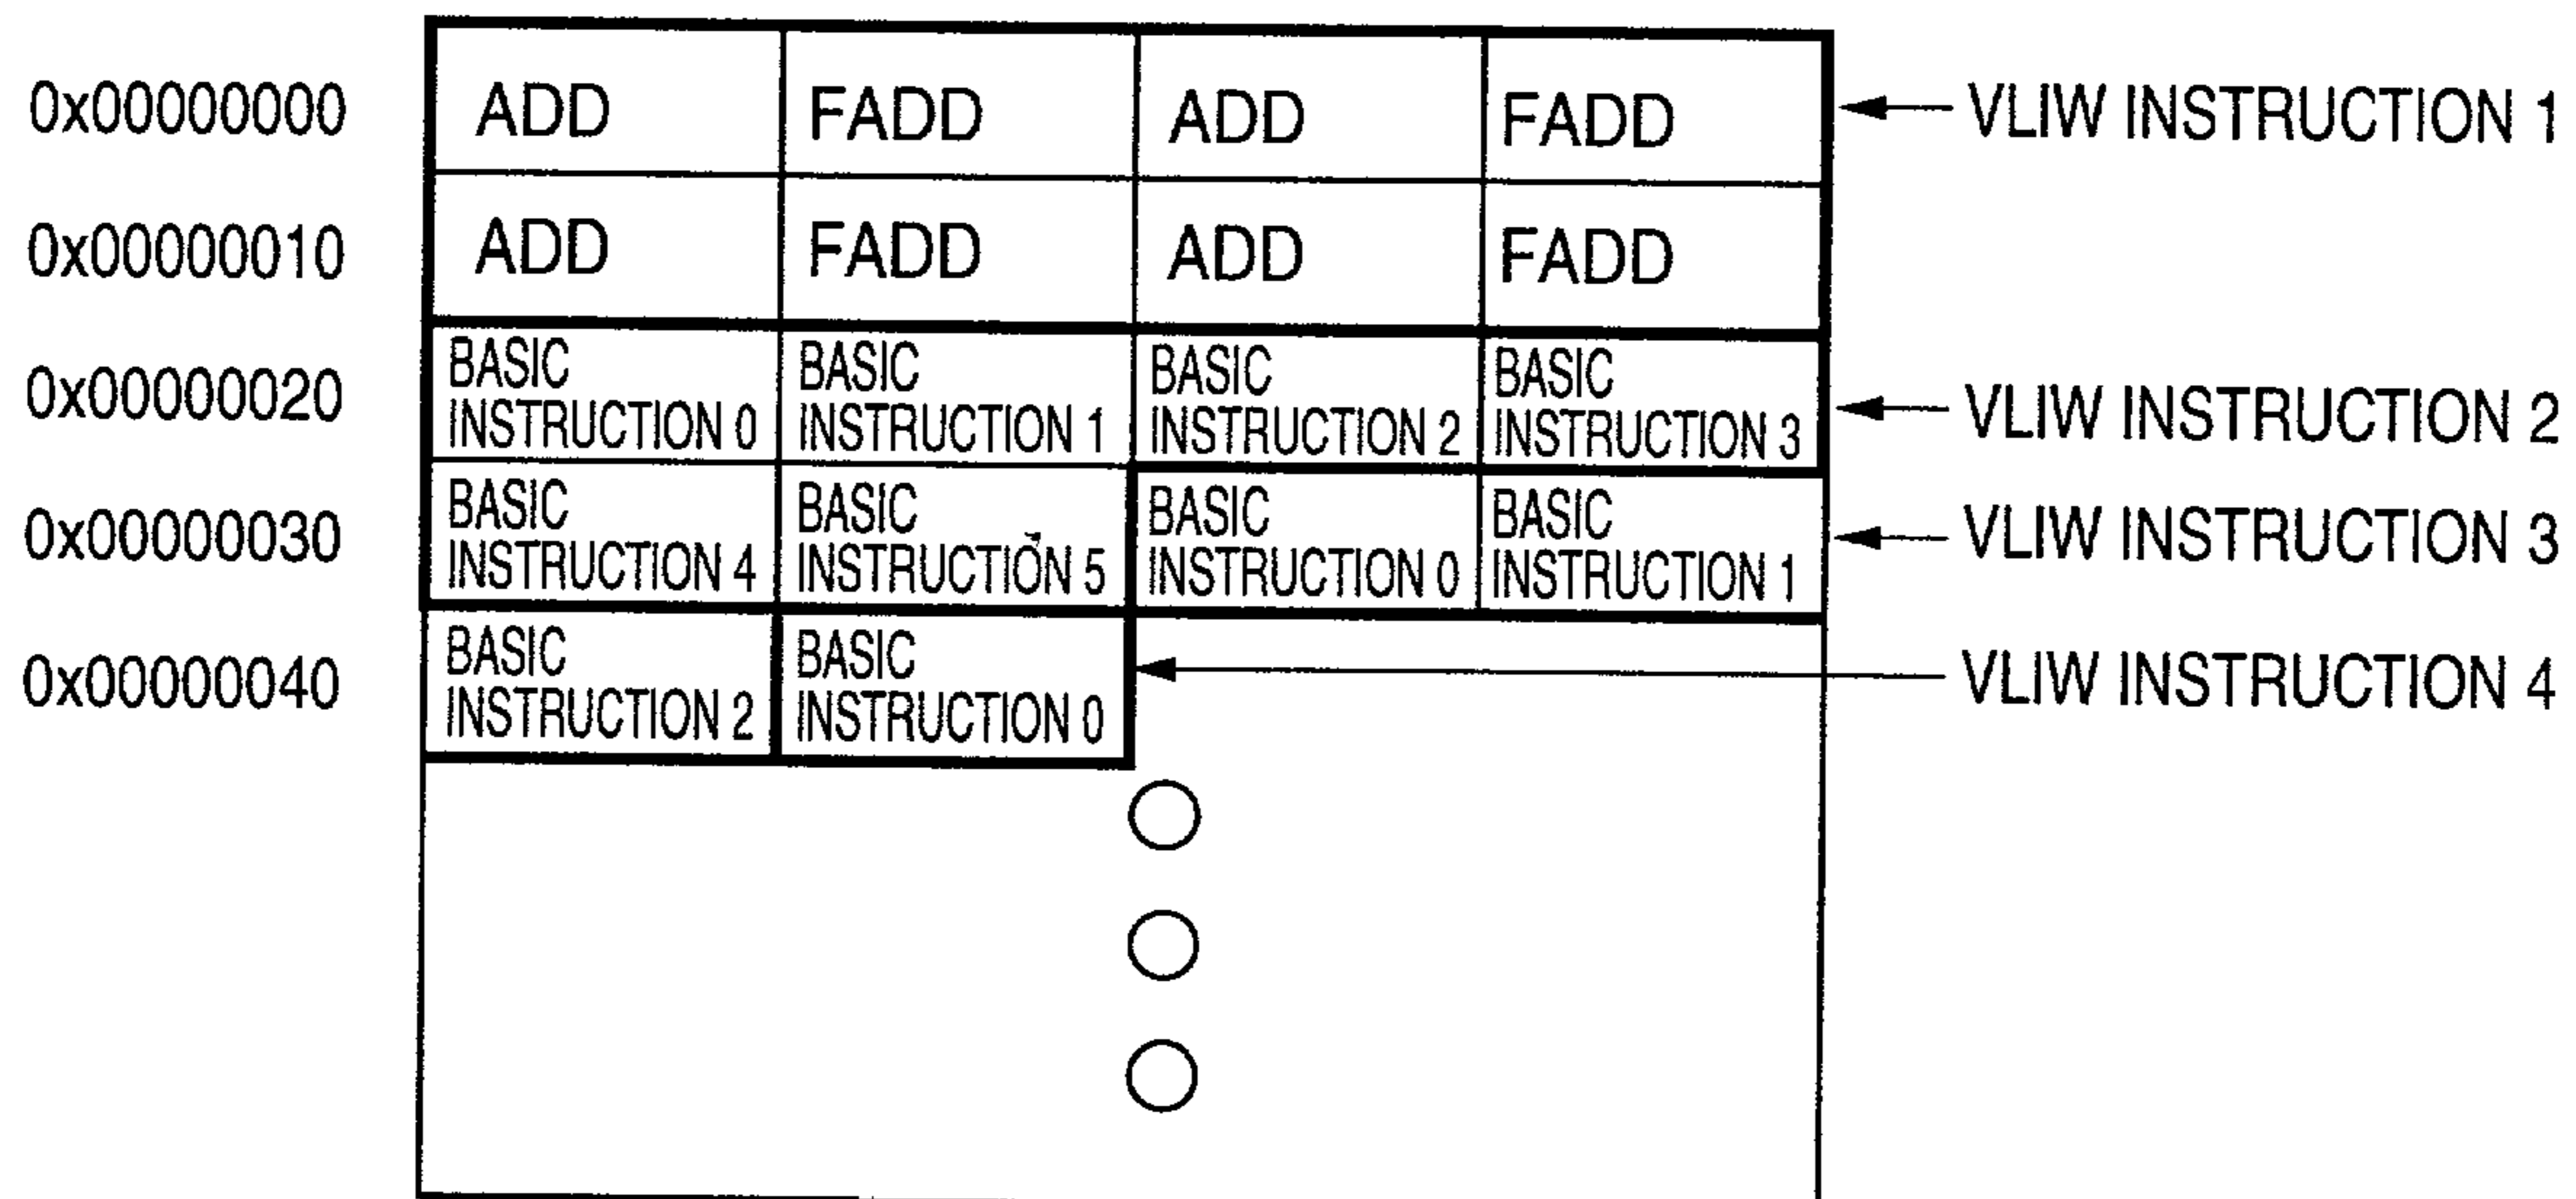 0x00000000 ADD FADD ADD FADD VLIW INSTRUCTION 1
0x00000010 ADD FADD ADD FADD
0x00000020 BASIC INSTRUCTION 0 BASIC INSTRUCTION 1 BASIC INSTRUCTION 2 BASIC INSTRUCTION 3 VLIW INSTRUCTION 2
0x00000030 BASIC INSTRUCTION 4 BASIC INSTRUCTION 5 BASIC INSTRUCTION 0 BASIC INSTRUCTION 1 VLIW INSTRUCTION 3
0x00000040 BASIC INSTRUCTION 2 BASIC INSTRUCTION 0 VLIW INSTRUCTION 4